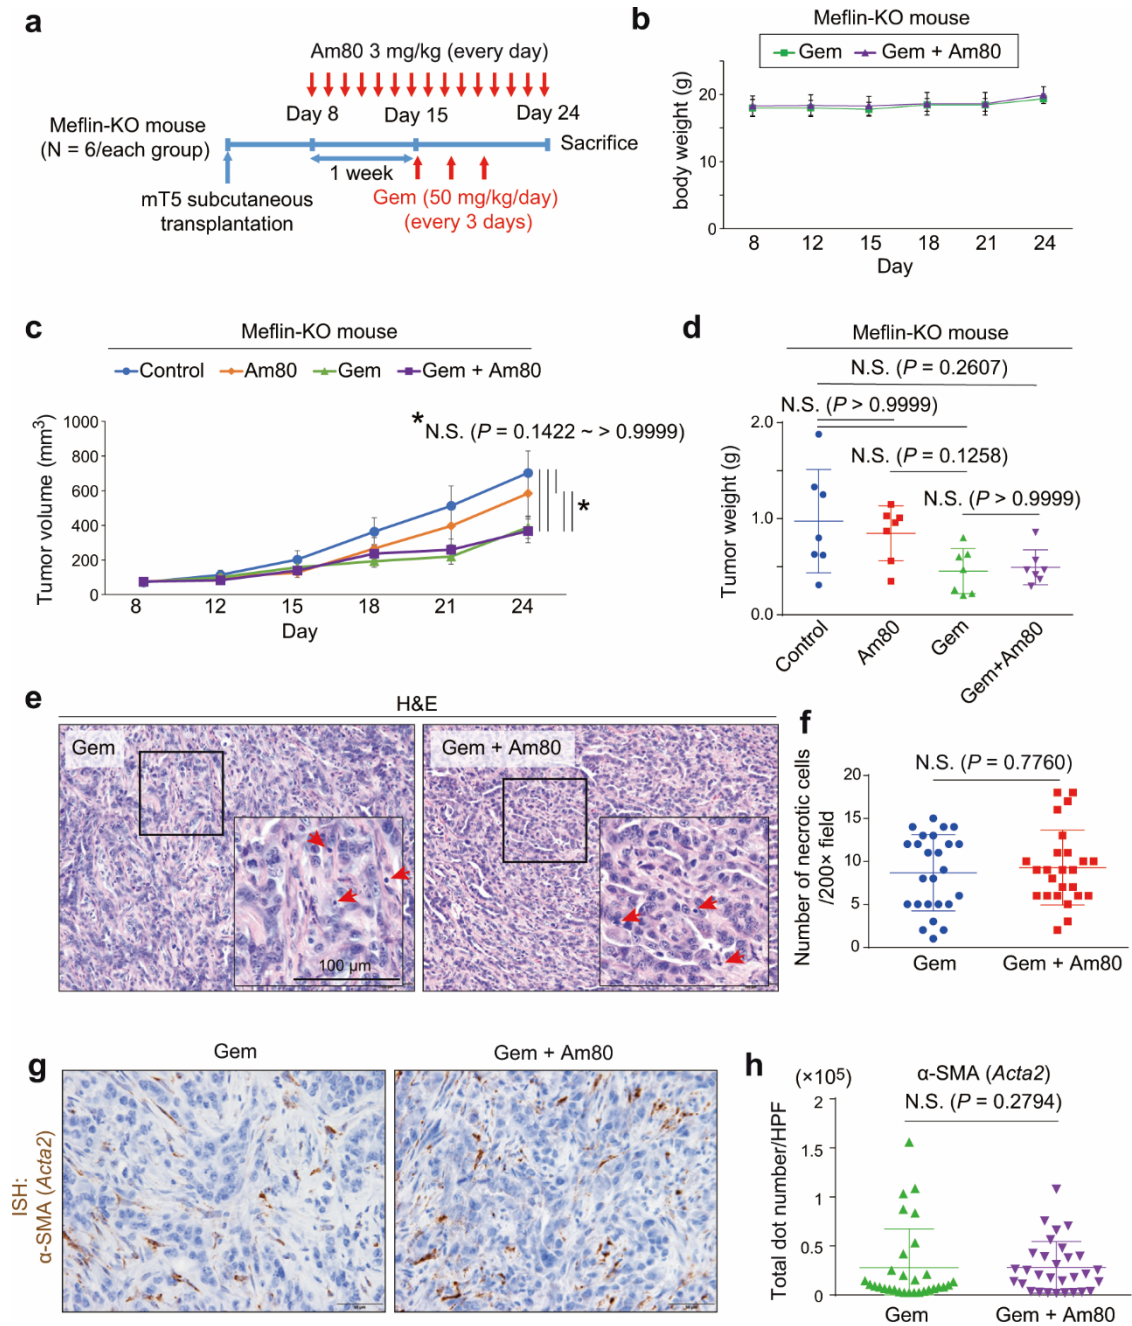 a
Am80 3 mg/kg (every day)
Day 8
Day 15
Day 24
Meflin-KO mouse
(N = 6/each group)
Sacrifice
1 week
mT5 subcutaneous
transplantation
Gem (50 mg/kg/day)
(every 3 days)
b
Meflin-KO mouse
Gem
Gem + Am80
body weight (g)
20
10
0
8 12 15 18 21 24
Day
c
Meflin-KO mouse
Control
Am80
Gem
Gem + Am80
*N.S. (P = 0.1422 ~ > 0.9999)
*
Tumor volume (mm3)
1000
800
600
400
200
0
8 12 15 18 21 24
Day
d
Meflin-KO mouse
N.S. (P = 0.2607)
N.S. (P > 0.9999)
N.S. (P = 0.1258)
N.S. (P > 0.9999)
Tumor weight (g)
2.0
1.0
0.0
Control
Am80
Gem
Gem+Am80
e
H&E
Gem
Gem + Am80
100 μm
f
N.S. (P = 0.7760)
Number of necrotic cells
/200× field
20
15
10
5
0
Gem
Gem + Am80
g
Gem
Gem + Am80
ISH:
α-SMA (Acta2)
h
(×10⁵)
α-SMA (Acta2)
N.S. (P = 0.2794)
Total dot number/HPF
2
1.5
1
0.5
0
Gem
Gem + Am80